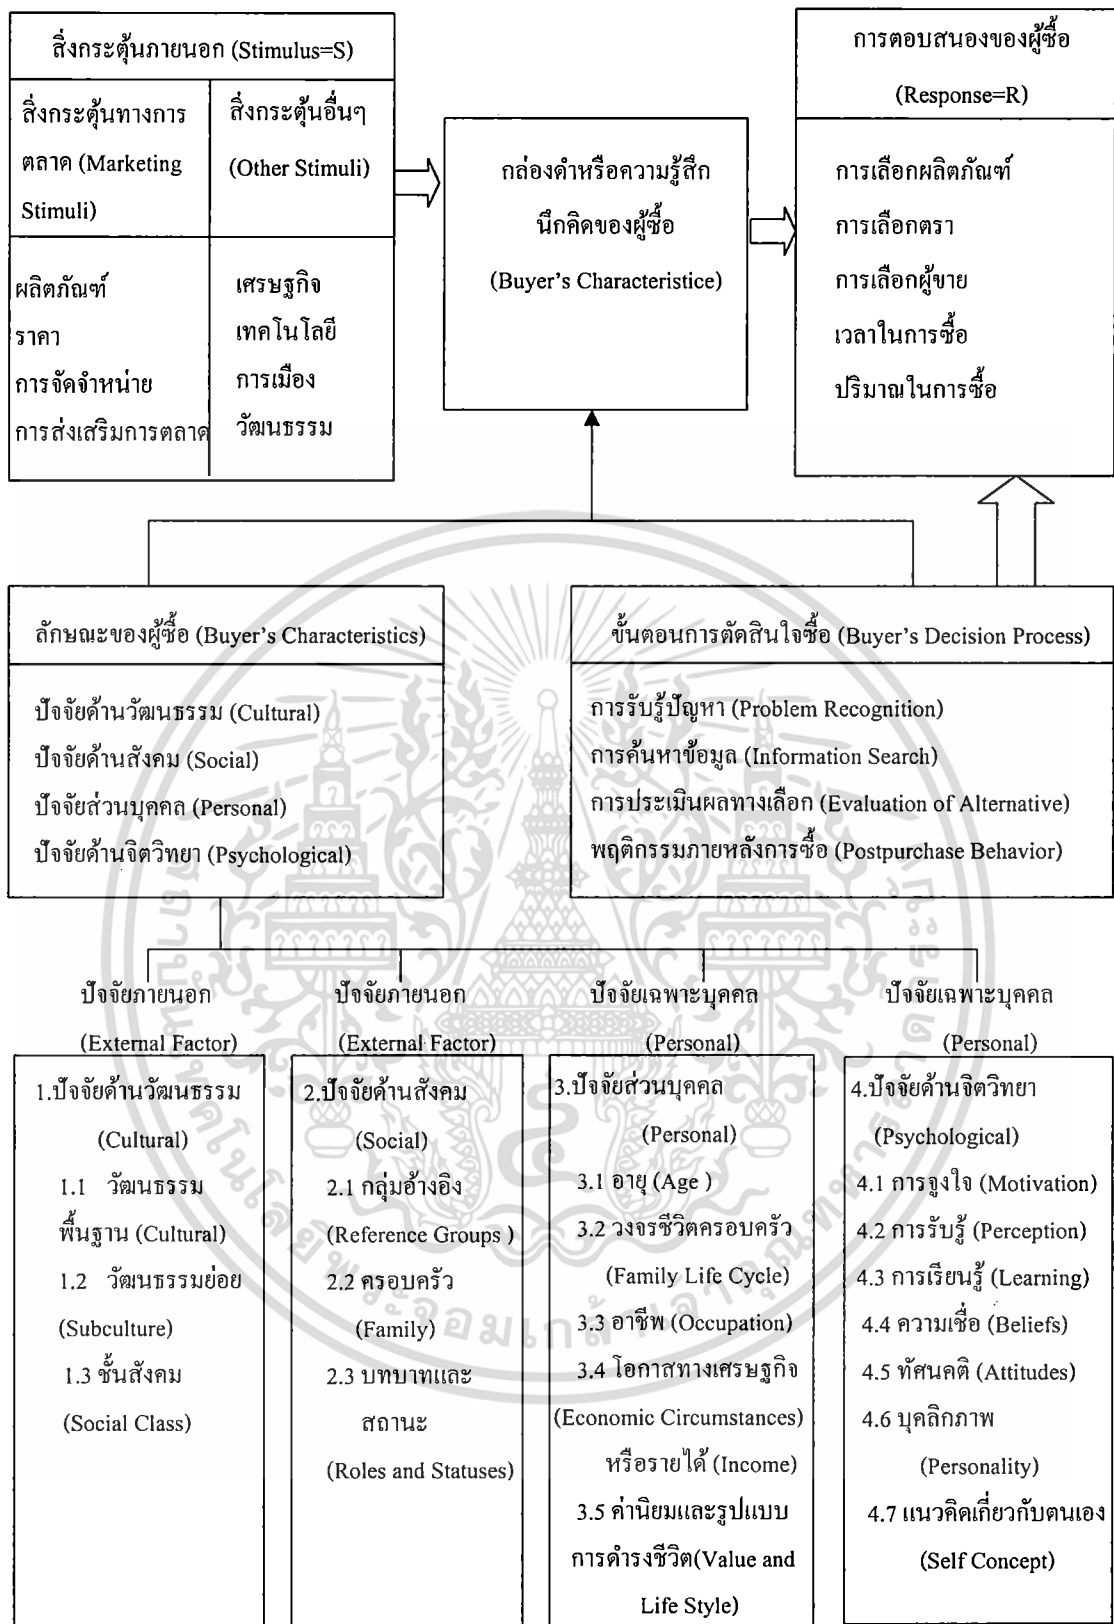 สิ่งกระตุ้นภายนอก (Stimulus=S)
สิ่งกระตุ้นทางการ
ตลาด (Marketing
Stimuli)
สิ่งกระตุ้นอื่นๆ
(Other Stimuli)
ผลิตภัณฑ์
ราคา
การจัดจำหน่าย
การส่งเสริมการตลาด
เศรษฐกิจ
เทคโนโลยี
การเมือง
วัฒนธรรม
กล่องดำหรือความรู้สึก
นึกคิดของผู้ซื้อ
(Buyer's Characteristice)
การตอบสนองของผู้ซื้อ
(Response=R)
การเลือกผลิตภัณฑ์
การเลือกตรา
การเลือกผู้ขาย
เวลาในการซื้อ
ปริมาณในการซื้อ
ลักษณะของผู้ซื้อ (Buyer's Characteristics)
ปัจจัยด้านวัฒนธรรม (Cultural)
ปัจจัยด้านสังคม (Social)
ปัจจัยส่วนบุคคล (Personal)
ปัจจัยด้านจิตวิทยา (Psychological)
ขั้นตอนการตัดสินใจซื้อ (Buyer's Decision Process)
การรับรู้ปัญหา (Problem Recognition)
การค้นหาข้อมูล (Information Search)
การประเมินผลทางเลือก (Evaluation of Alternative)
พฤติกรรมภายหลังการซื้อ (Postpurchase Behavior)
ปัจจัยภายนอก
(External Factor)
1.ปัจจัยด้านวัฒนธรรม
(Cultural)
1.1 วัฒนธรรม
พื้นฐาน (Cultural)
1.2 วัฒนธรรมย่อย
(Subculture)
1.3 ชั้นสังคม
(Social Class)
ปัจจัยภายนอก
(External Factor)
2.ปัจจัยด้านสังคม
(Social)
2.1 กลุ่มอ้างอิง
(Reference Groups )
2.2 ครอบครัว
(Family)
2.3 บทบาทและ
สถานะ
(Roles and Statuses)
ปัจจัยเฉพาะบุคคล
(Personal)
3.ปัจจัยส่วนบุคคล
(Personal)
3.1 อายุ (Age )
3.2 วงจรชีวิตครอบครัว
(Family Life Cycle)
3.3 อาชีพ (Occupation)
3.4 โอกาสทางเศรษฐกิจ
(Economic Circumstances)
หรือรายได้ (Income)
3.5 ค่านิยมและรูปแบบ
การดำรงชีวิต(Value and
Life Style)
ปัจจัยเฉพาะบุคคล
(Personal)
4.ปัจจัยด้านจิตวิทยา
(Psychological)
4.1 การจูงใจ (Motivation)
4.2 การรับรู้ (Perception)
4.3 การเรียนรู้ (Learning)
4.4 ความเชื่อ (Beliefs)
4.5 ทัศนคติ (Attitudes)
4.6 บุคลิกภาพ
(Personality)
4.7 แนวคิดเกี่ยวกับตนเอง
(Self Concept)